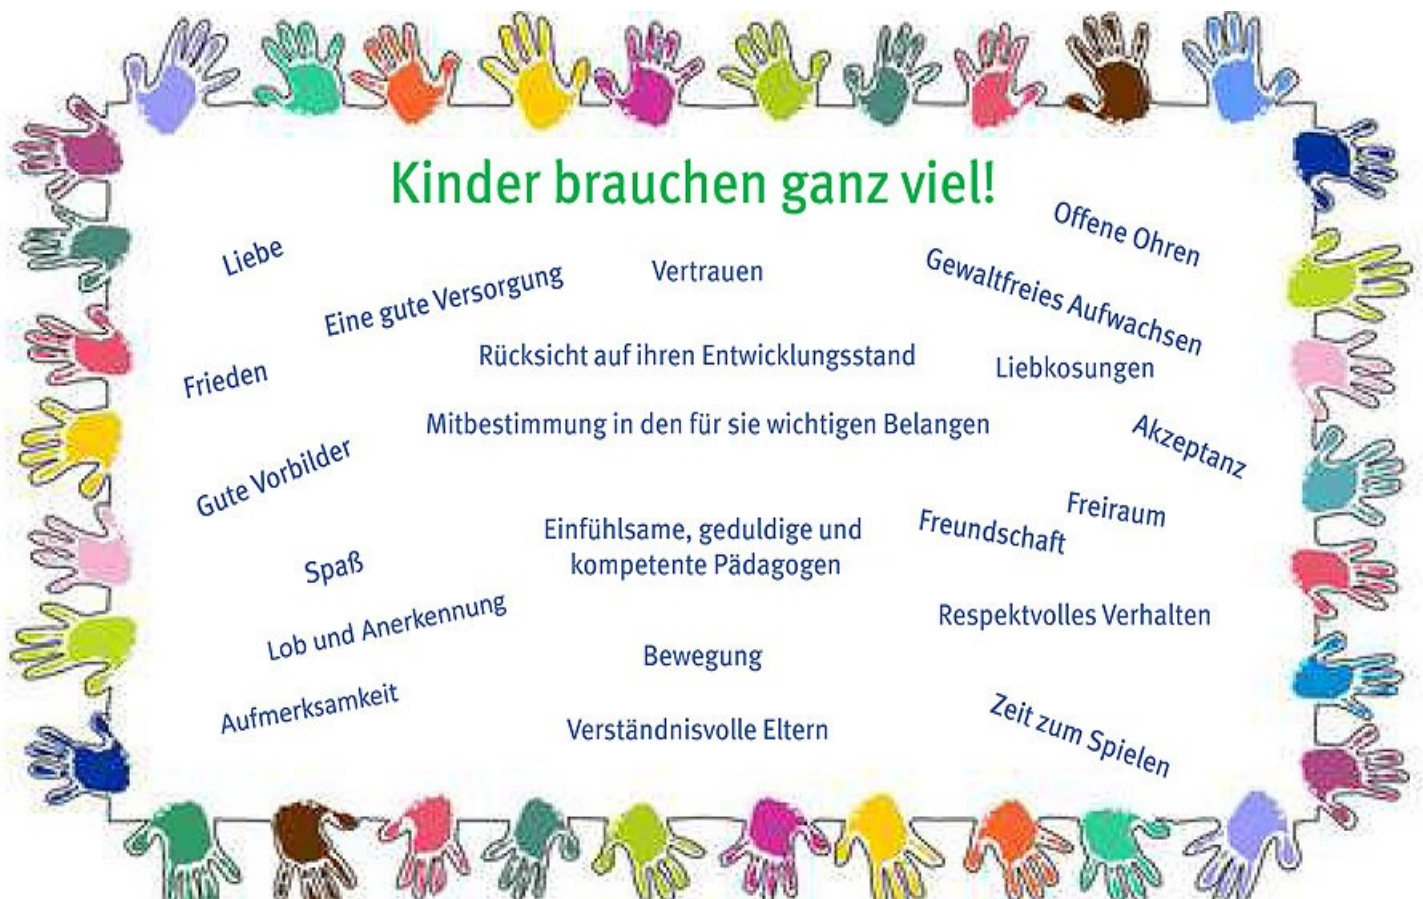 Kinder brauchen ganz viel!
Offene Ohren
Liebe
Eine gute Versorgung
Vertrauen
Gewaltfreies Aufwachsen
Rücksicht auf ihren Entwicklungsstand
Liebkosungen
Frieden
Mitbestimmung in den für sie wichtigen Belangen
Akzeptanz
Gute Vorbilder
Freiraum
Einfühlsame, geduldige und
kompetente Pädagogen
Freundschaft
Spaß
Lob und Anerkennung
Respektvolles Verhalten
Bewegung
Aufmerksamkeit
Verständnisvolle Eltern
Zeit zum Spielen